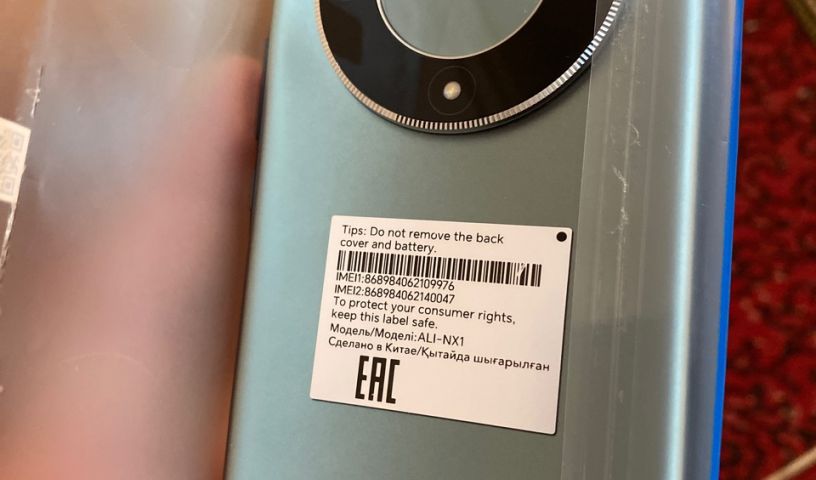 Tips: Do not remove the back
cover and battery.
IMEI1:868984062109976
IMEI2:868984062140047
To protect your consumer rights,
keep this label safe.
Модель/Моделі:ALI-NX1
Сделано в Китае/Қытайда шығарылған
EAC